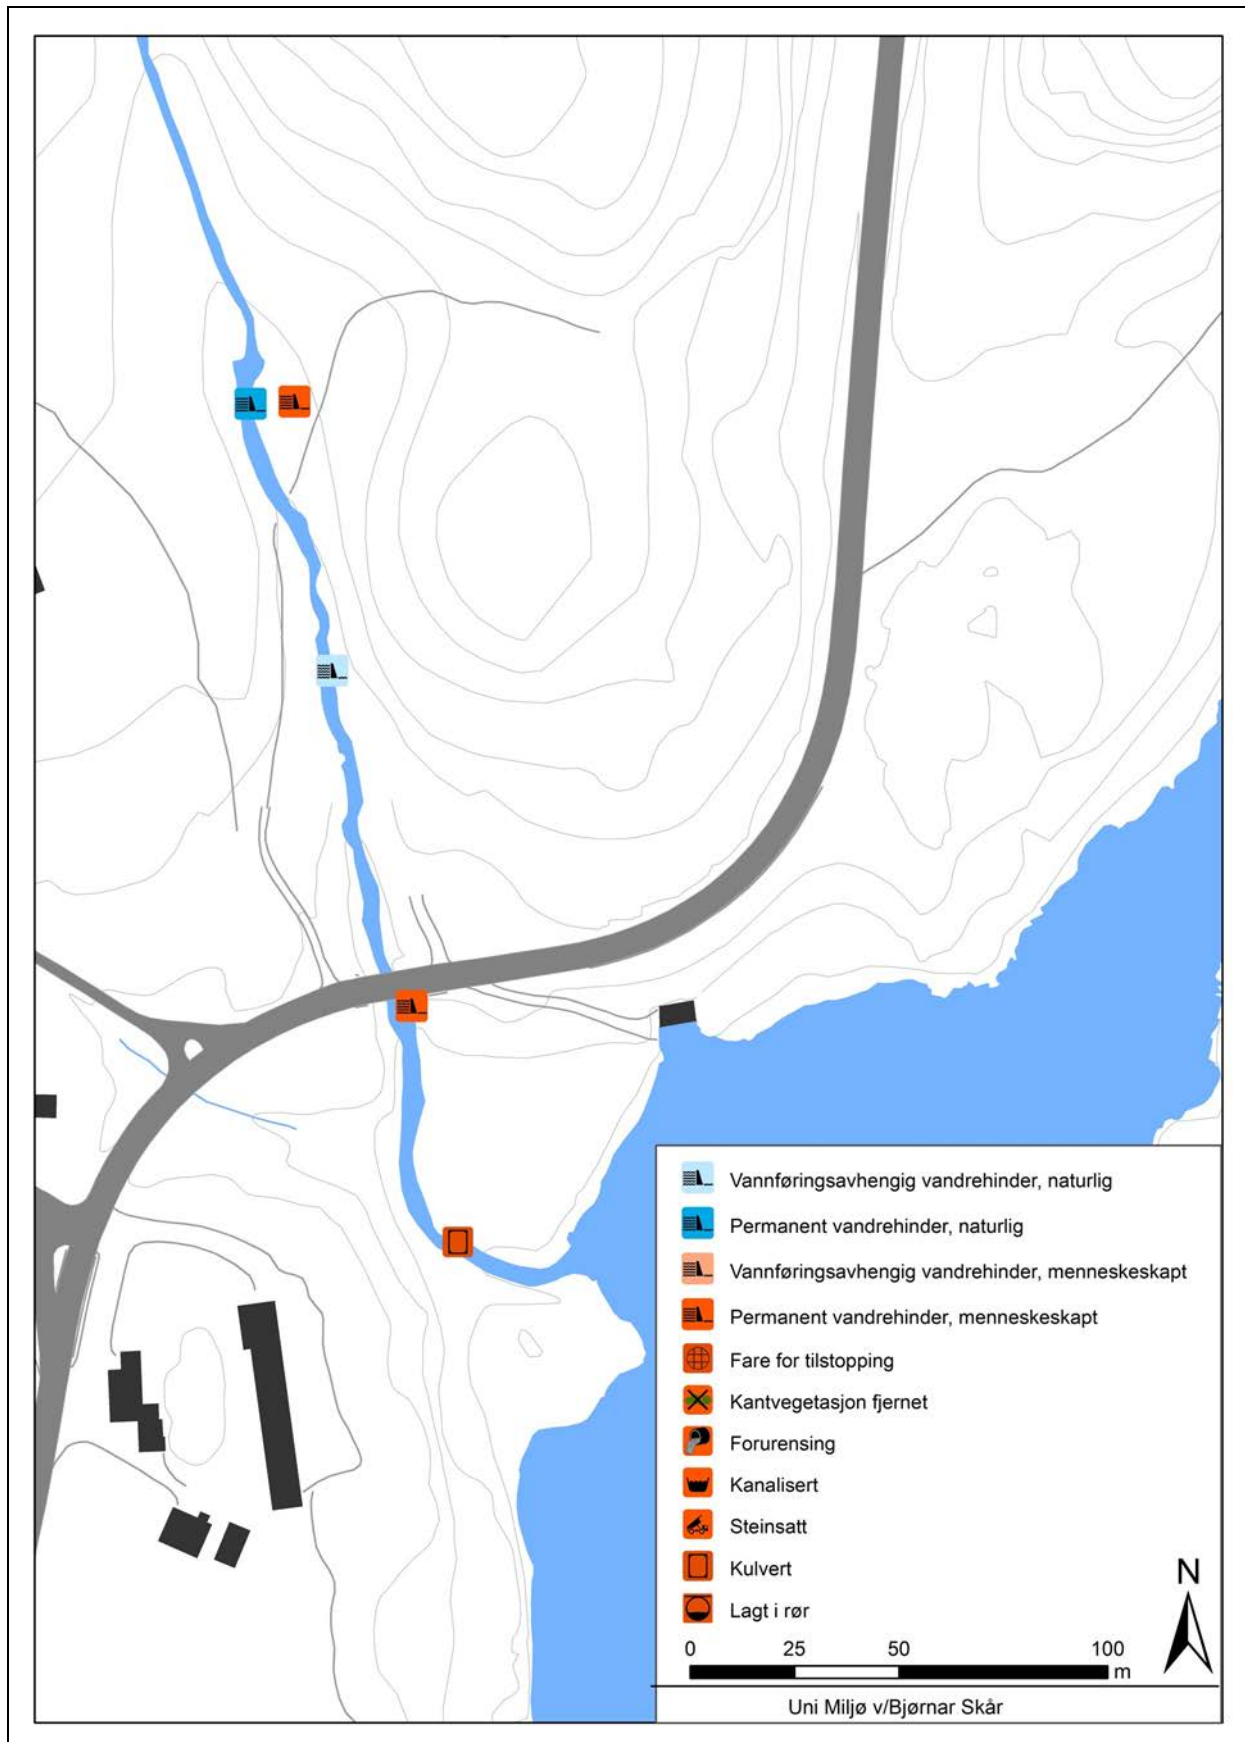 Vannføringsavhengig vandrehinder, naturlig
Permanent vandrehinder, naturlig
Vannføringsavhengig vandrehinder, menneskeskapt
Permanent vandrehinder, menneskeskapt
Fare for tilstopping
Kantvegetasjon fjernet
Forurensing
Kanalisert
Steinsatt
Kulvert
Lagt i rør
N
0 25 50 100
m
Uni Miljø v/Bjørnar Skår